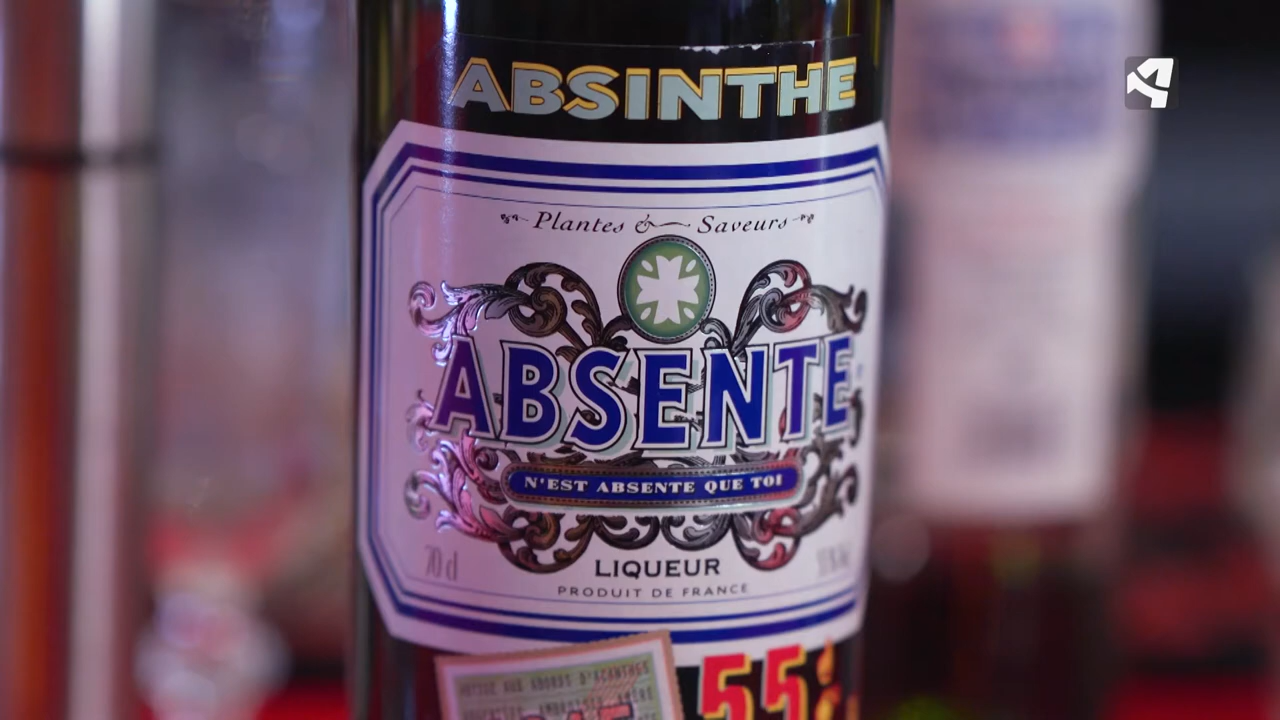 ABSINTHE
Plantes & Saveurs
ABSENTE
N'EST ABSENTE QUE TOI
70 cl
LIQUEUR
PRODUIT DE FRANCE
55